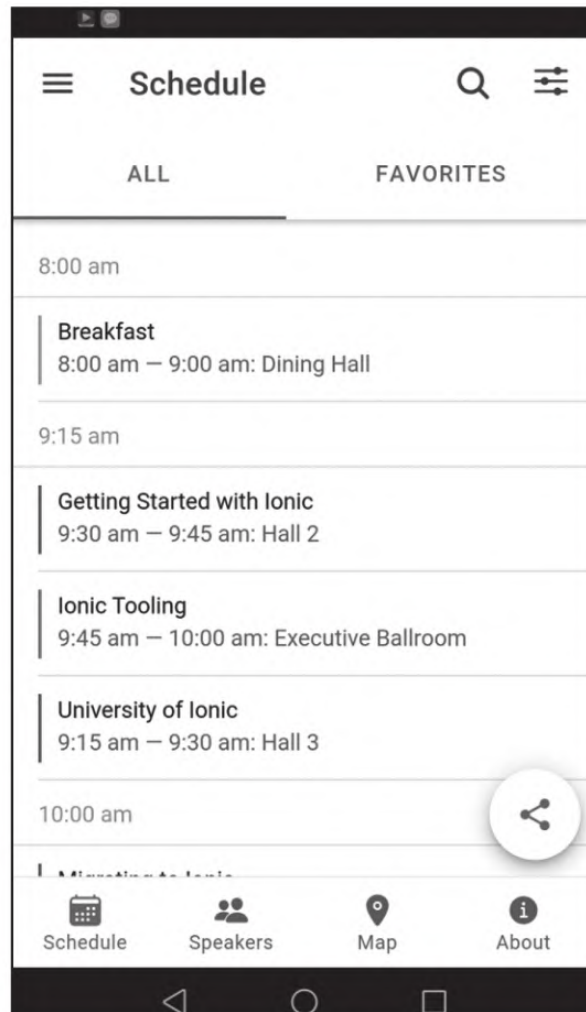 Schedule
ALL
FAVORITES
8:00 am
Breakfast
8:00 am — 9:00 am: Dining Hall
9:15 am
Getting Started with Ionic
9:30 am — 9:45 am: Hall 2
Ionic Tooling
9:45 am — 10:00 am: Executive Ballroom
University of Ionic
9:15 am — 9:30 am: Hall 3
10:00 am
Migrating to Ionic
Schedule
Speakers
Map
About